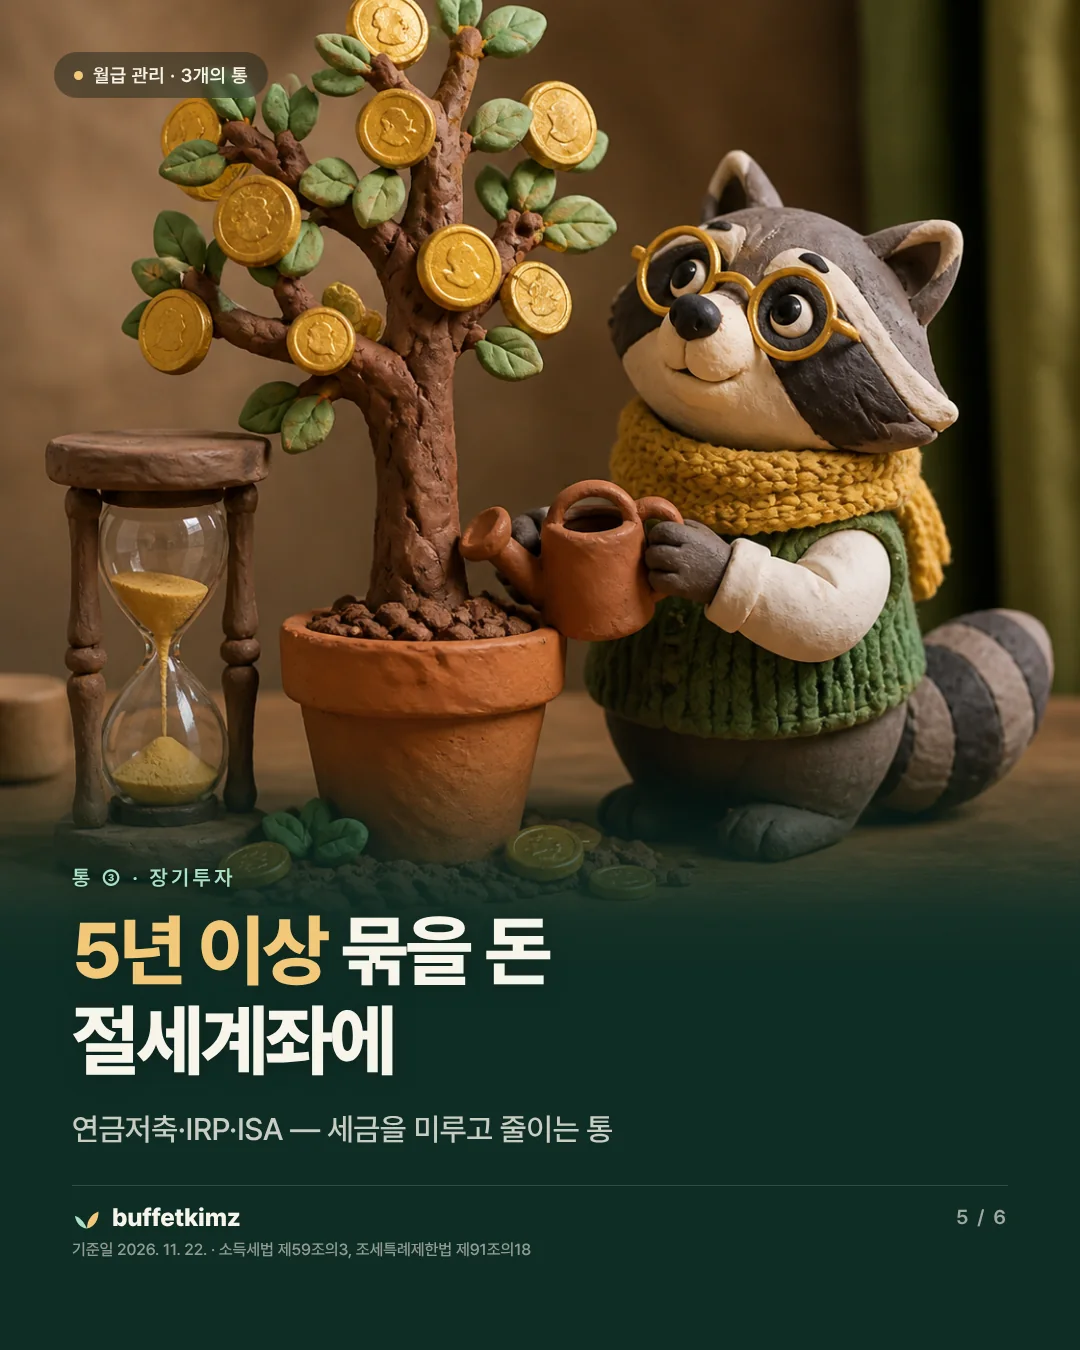 월급 관리 · 3개의 통
통 ③ · 장기투자
5년 이상 묶을 돈
절세계좌에
연금저축·IRP·ISA — 세금을 미루고 줄이는 통
buffetkimz
5 / 6
기준일 2026. 11. 22. · 소득세법 제59조의3, 조세특례제한법 제91조의18